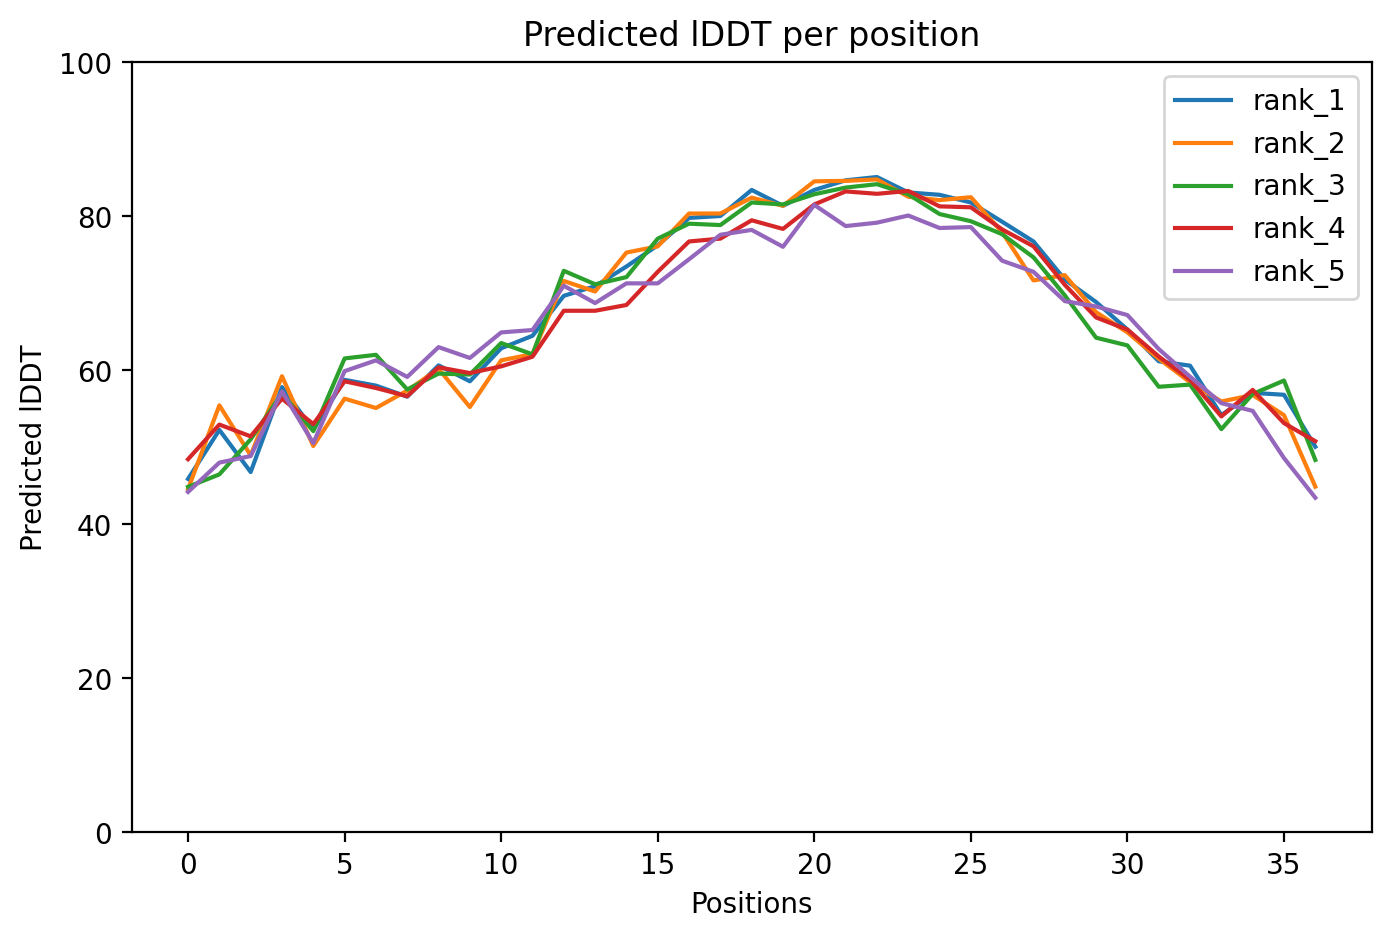 Predicted lDDT per position
100
80
60
40
20
0
Predicted lDDT
rank_1
rank_2
rank_3
rank_4
rank_5
0 5 10 15 20 25 30 35
Positions